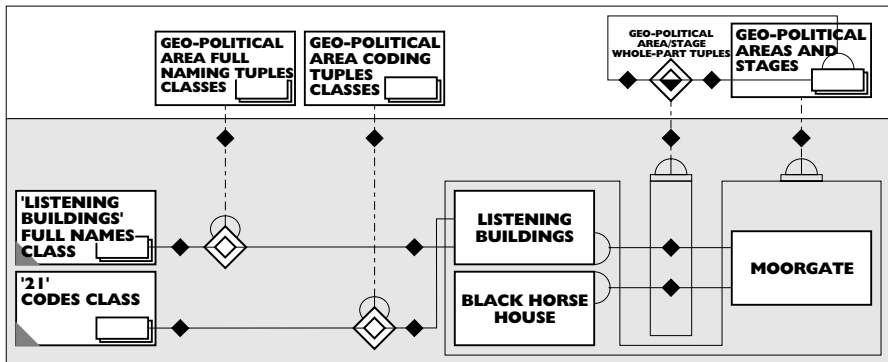 GEO-POLITICAL
AREA FULL
NAMING TUPLES
CLASSES
GEO-POLITICAL
AREA CODING
TUPLES
CLASSES
GEO-POLITICAL
AREA/STAGE
WHOLE-PART TUPLES
GEO-POLITICAL
AREAS AND
STAGES
'LISTENING
BUILDINGS'
FULL NAMES
CLASS
LISTENING
BUILDINGS
MOORGATE
'21'
CODES CLASS
BLACK HORSE
HOUSE